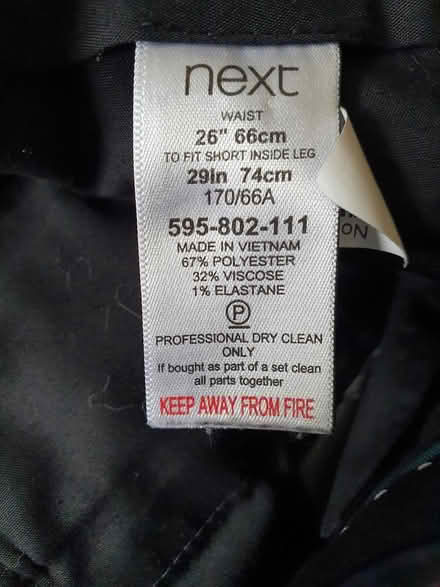 next
WAIST
26" 66cm
TO FIT SHORT INSIDE LEG
29in 74cm
170/66A
595-802-111
MADE IN VIETNAM
67% POLYESTER
32% VISCOSE
1% ELASTANE
P
PROFESSIONAL DRY CLEAN
ONLY
If bought as part of a set clean
all parts together
KEEP AWAY FROM FIRE
No